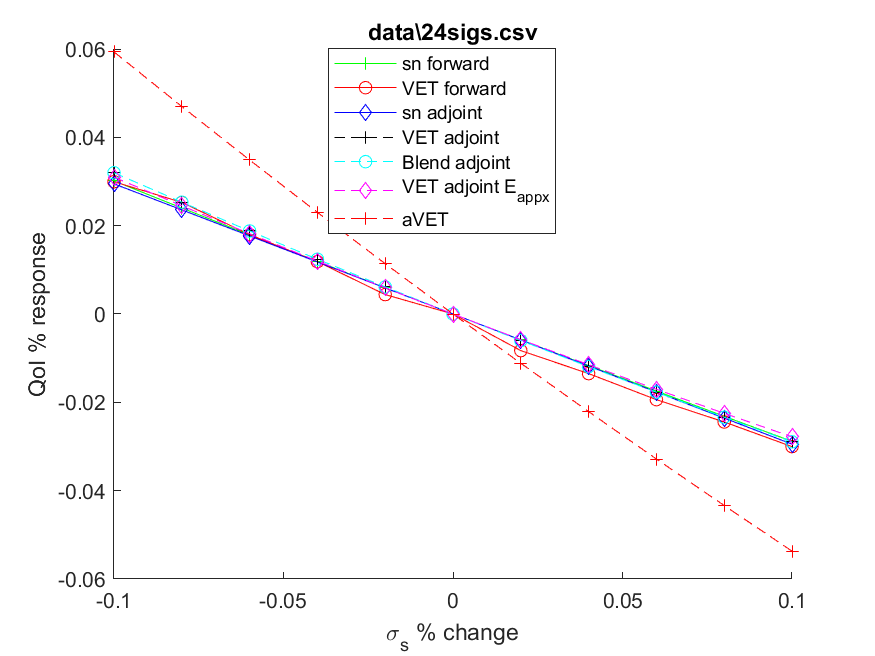 data\24sigs.csv
sn forward
VET forward
sn adjoint
VET adjoint
Blend adjoint
VET adjoint E_appx
aVET
0.06
0.04
0.02
0
-0.02
-0.04
-0.06
QoI % response
-0.1 -0.05 0 0.05 0.1
σ_s % change